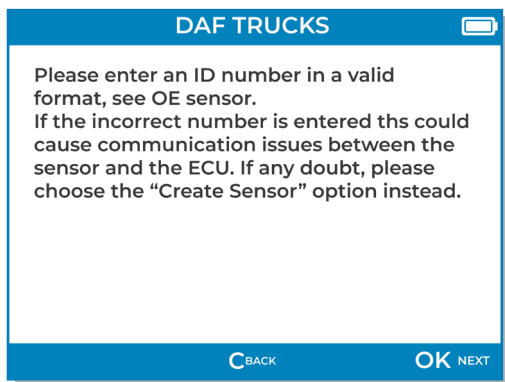 DAF TRUCKS
Please enter an ID number in a valid
format, see OE sensor.
If the incorrect number is entered ths could
cause communication issues between the
sensor and the ECU. If any doubt, please
choose the “Create Sensor” option instead.
C BACK
OK NEXT